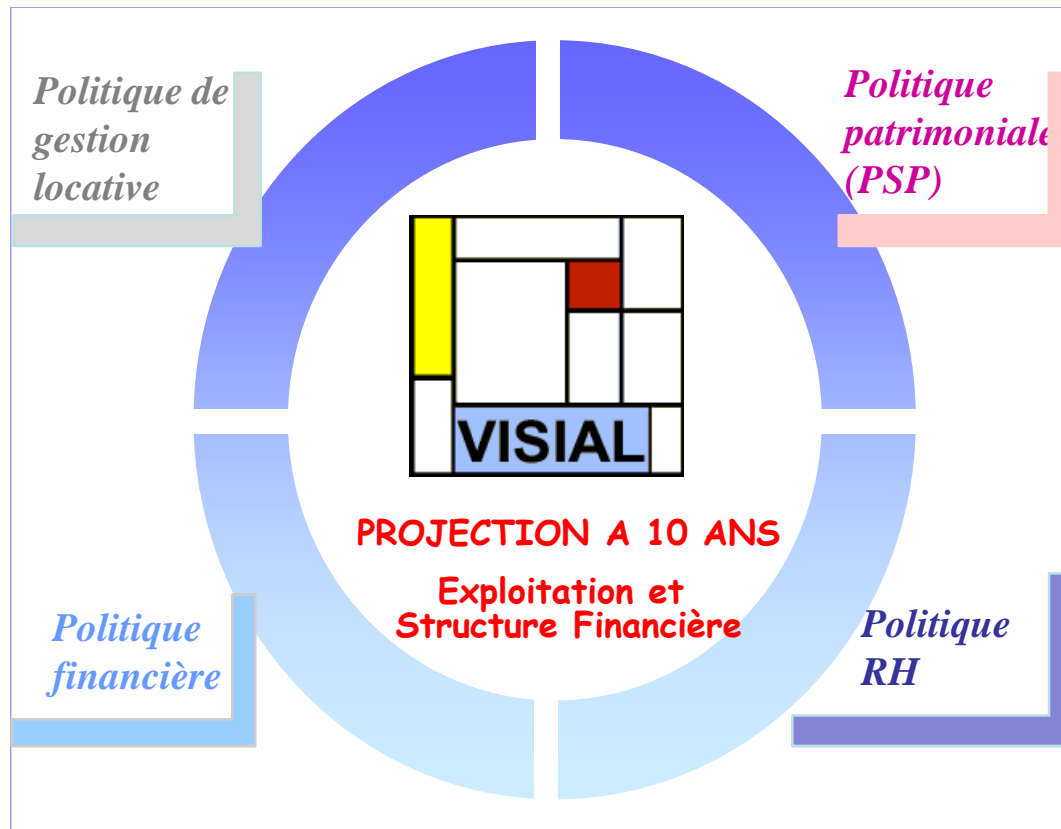 Politique de
gestion
locative
Politique
patrimoniale
(PSP)
VISIAL
PROJECTION A 10 ANS
Exploitation et
Structure Financière
Politique
financière
Politique
RH